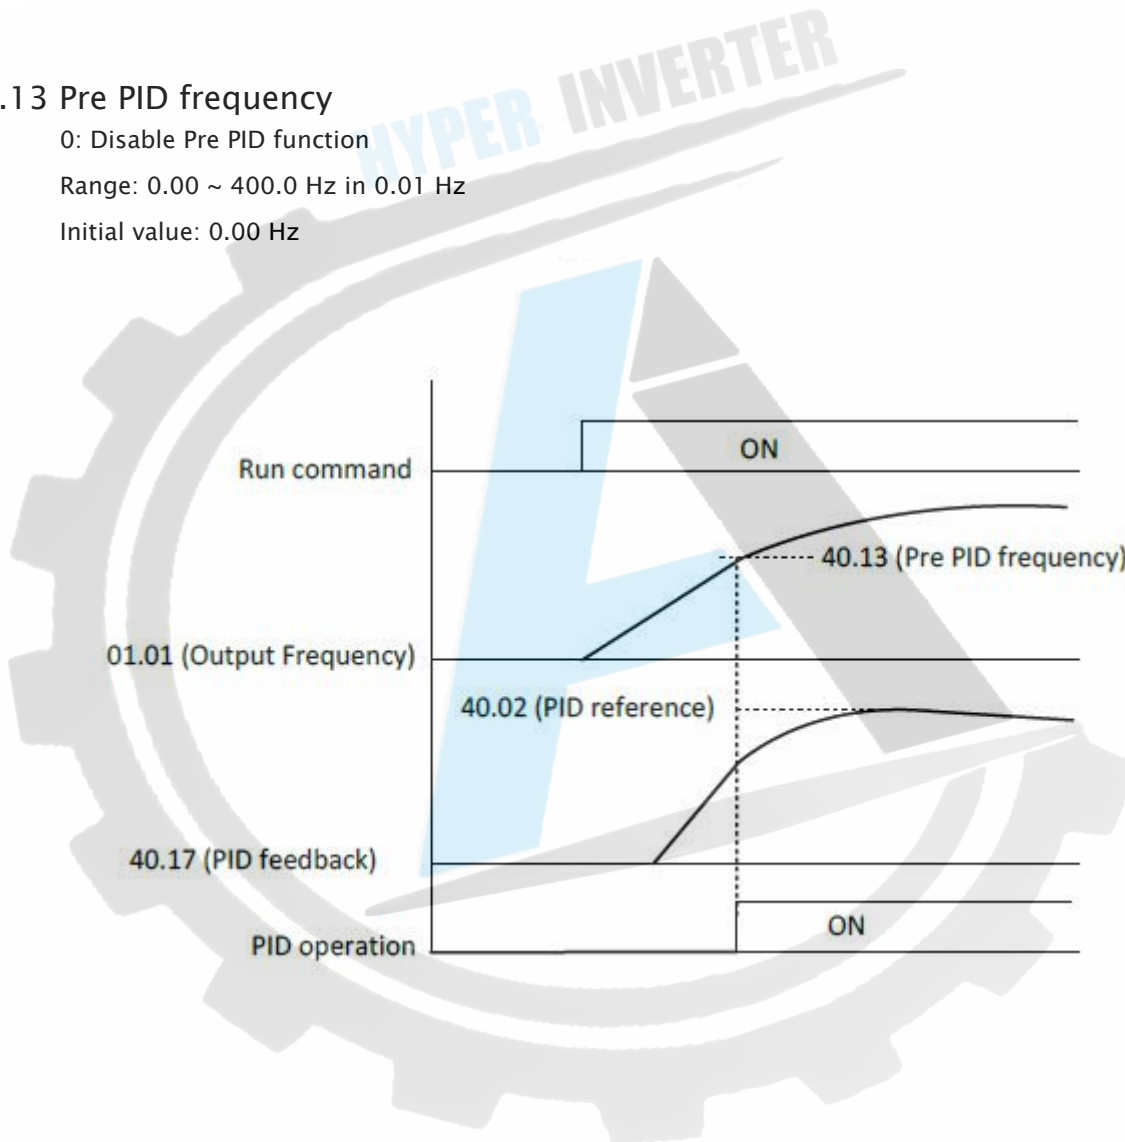 HYPER INVERTER
.13 Pre PID frequency
0: Disable Pre PID function
Range: 0.00 ~ 400.0 Hz in 0.01 Hz
Initial value: 0.00 Hz
ON
Run command
40.13 (Pre PID frequency)
01.01 (Output Frequency)
40.02 (PID reference)
40.17 (PID feedback)
ON
PID operation